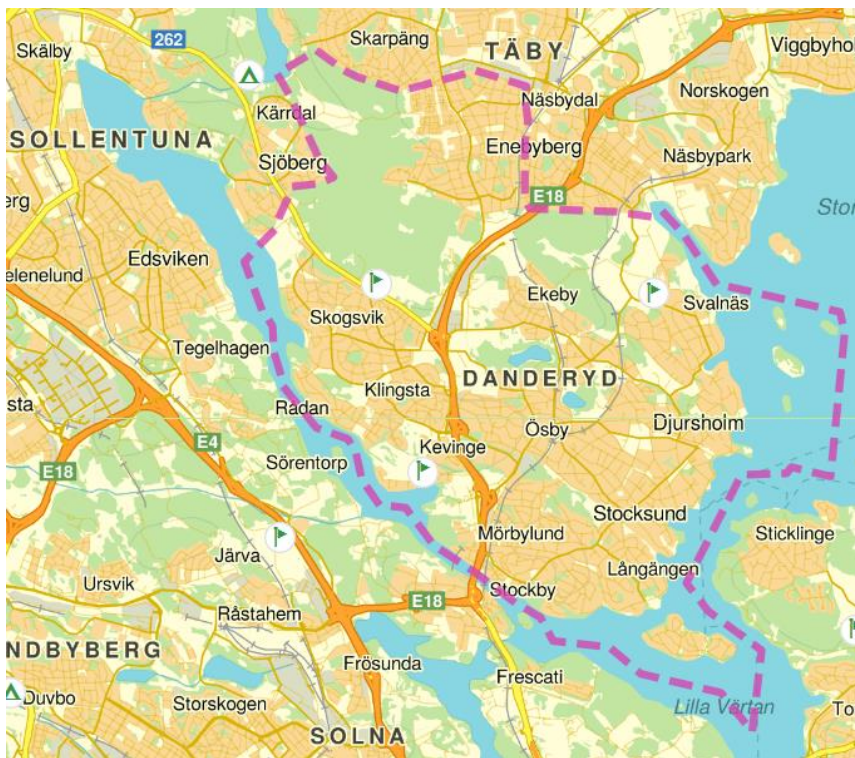 262
Skarpäng
TÄBY
Viggbyho
Skälby
Kärrdal
Näsbydal
Norskogen
SOLLENTUNA
Sjöberg
Enebyberg
Näsbypark
erg
E18
Stor
Edsviken
elenelund
Ekeby
Svalnäs
Skogsvik
Tegelhagen
DANDERYD
Klingsta
sta
Radan
Ösby
Djursholm
E4
Kevinge
E18
Sörentorp
Stocksund
Sticklinge
Mörbylund
Järva
Långängen
Ursvik
Stockby
E18
Råstahem
NDBYBERG
Frösunda
Frescati
Duvbo
Storskogen
Lilla Värtan
To
SOLNA